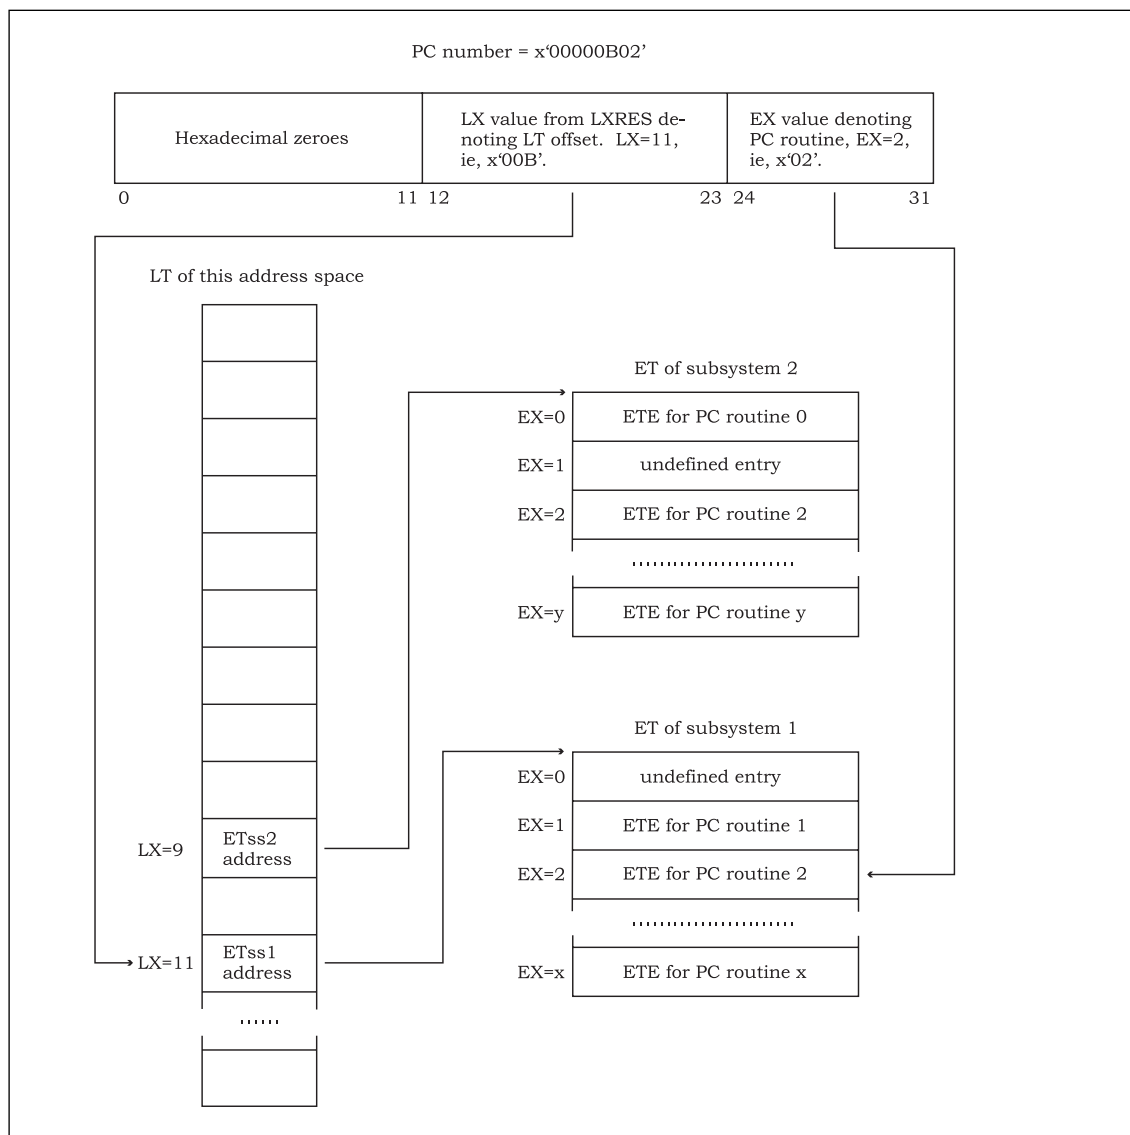 PC number = x‘00000B02’
Hexadecimal zeroes
LX value from LXRES de-
noting LT offset. LX=11,
ie, x‘00B’.
EX value denoting
PC routine, EX=2,
ie, x‘02’.
0
11
12
23
24
31
LT of this address space
ET of subsystem 2
EX=0
ETE for PC routine 0
EX=1
undefined entry
EX=2
ETE for PC routine 2
.......................
EX=y
ETE for PC routine y
ET of subsystem 1
EX=0
undefined entry
EX=1
ETE for PC routine 1
LX=9
ETss2
address
EX=2
ETE for PC routine 2
.......................
LX=11
ETss1
address
EX=x
ETE for PC routine x
......